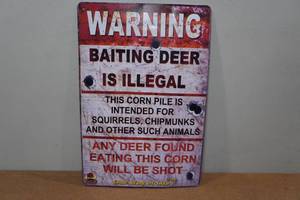 WARNING
BAITING DEER
IS ILLEGAL
THIS CORN PILE IS
INTENDED FOR
SQUIRRELS, CHIPMUNKS
AND OTHER SUCH ANIMALS
ANY DEER FOUND
EATING THIS CORN
WILL BE SHOT